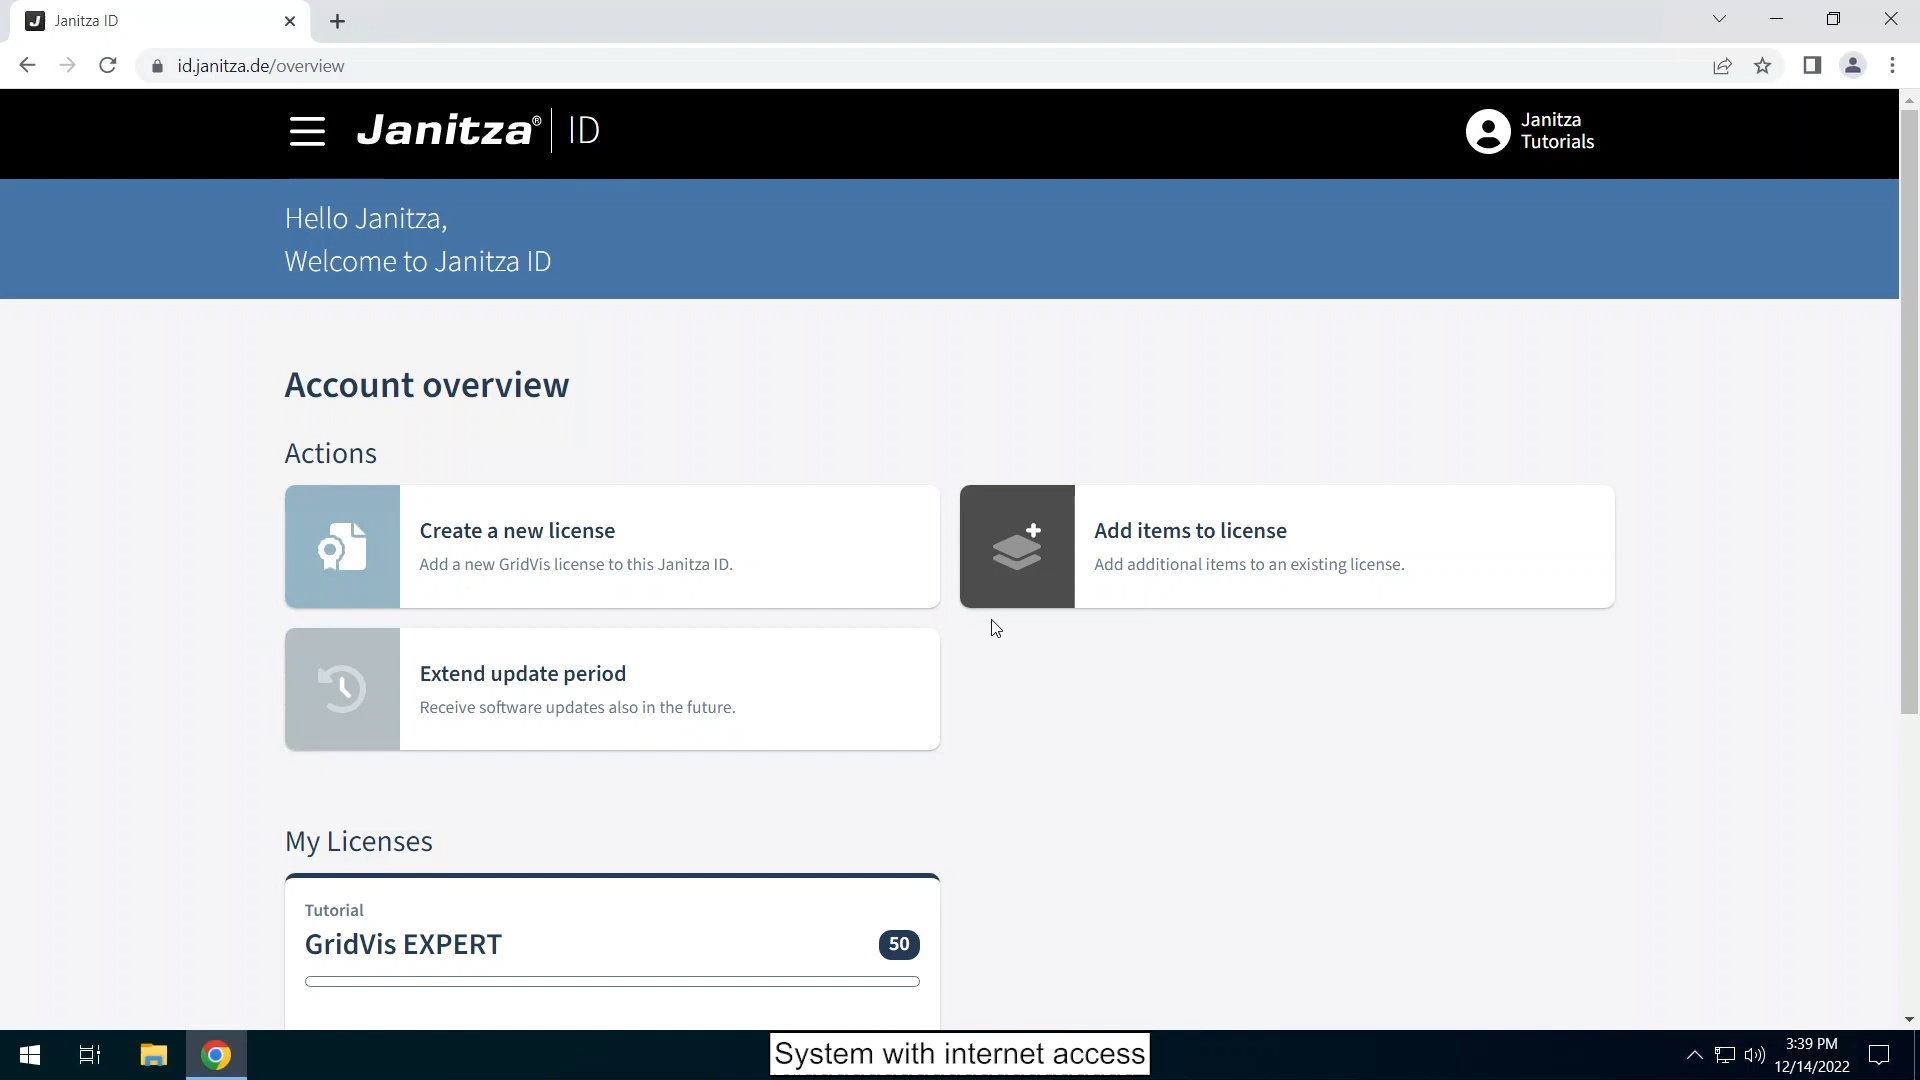 Janitza ID
id.janitza.de/overview
Janitza® ID
Janitza
Tutorials
Hello Janitza,
Welcome to Janitza ID
Account overview
Actions
Create a new license
Add a new GridVis license to this Janitza ID.
Add items to license
Add additional items to an existing license.
Extend update period
Receive software updates also in the future.
My Licenses
Tutorial
GridVis EXPERT
50
System with internet access
3:39 PM
12/14/2022